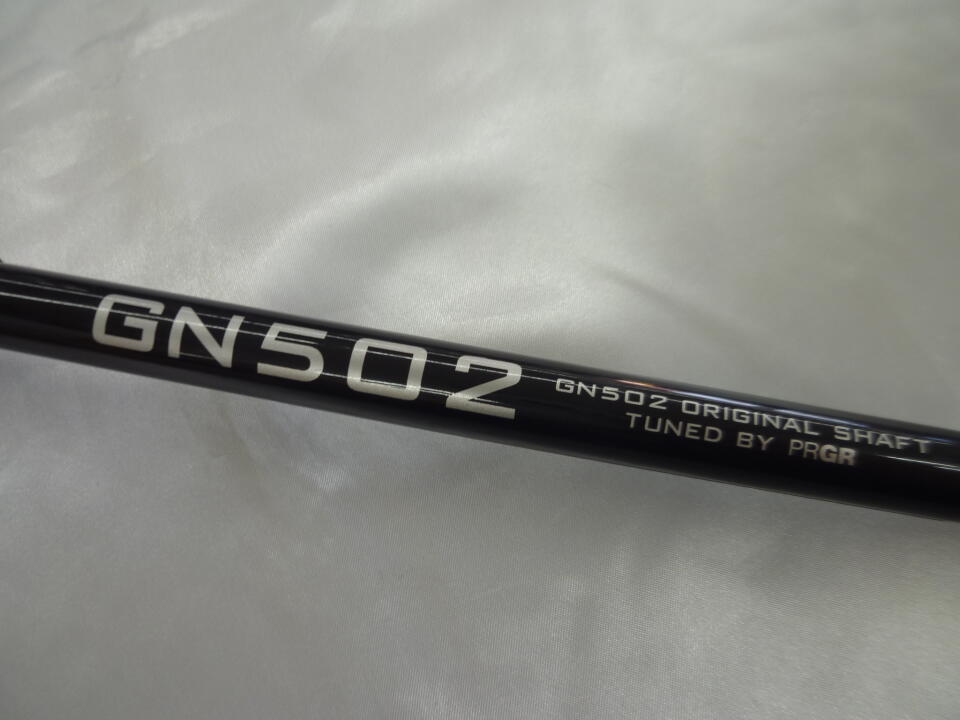 GN502
GN502 ORIGINAL SHAFT
TUNED BY PRGR